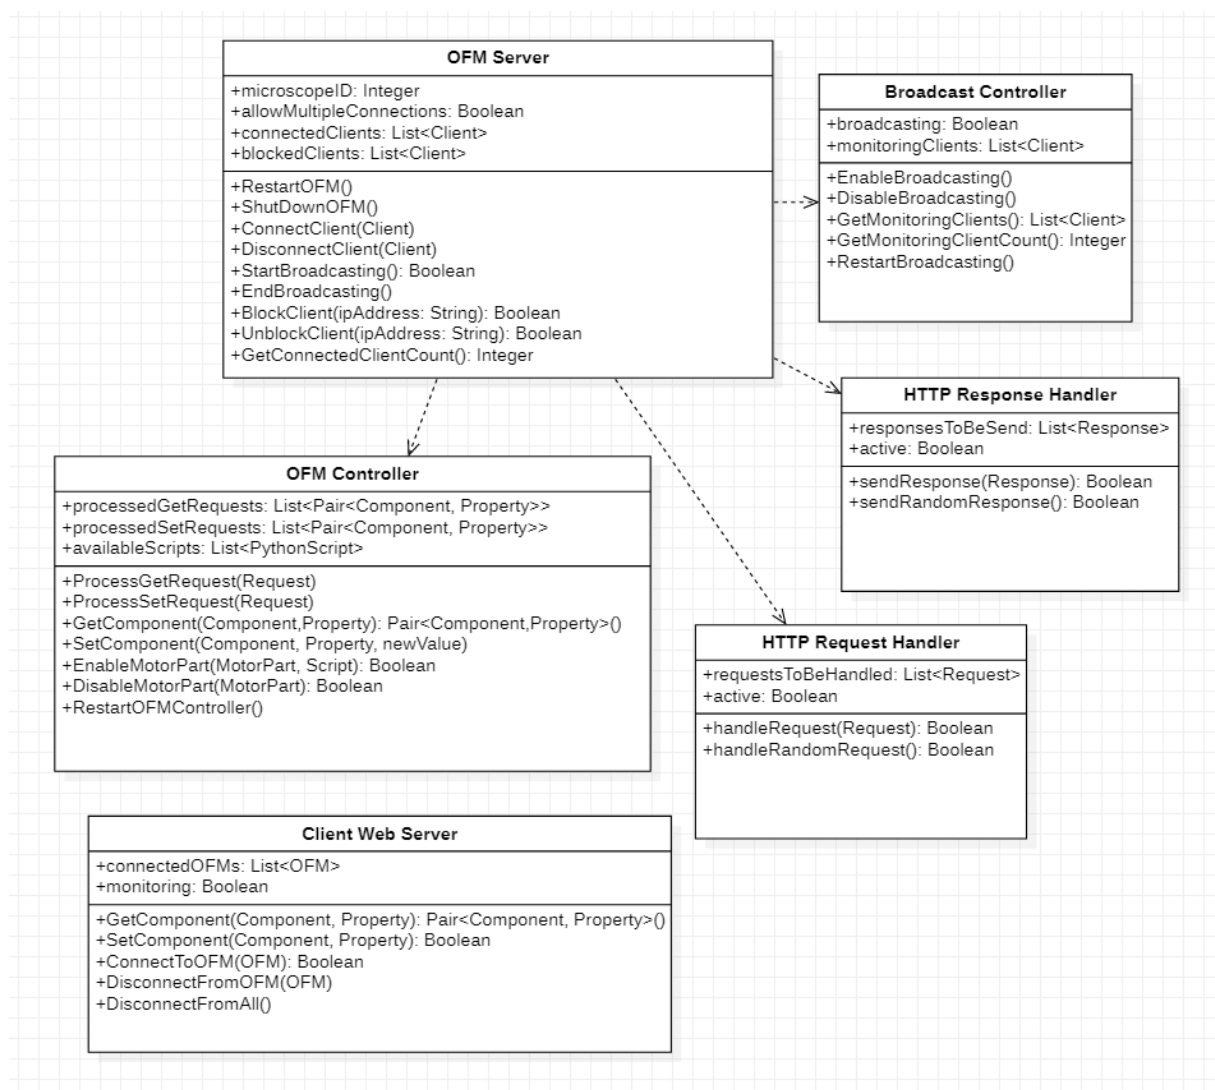 OFM Server
+microscopeID: Integer
+allowMultipleConnections: Boolean
+connectedClients: List<Client>
+blockedClients: List<Client>
+RestartOFM()
+ShutDownOFM()
+ConnectClient(Client)
+DisconnectClient(Client)
+StartBroadcasting(): Boolean
+EndBroadcasting()
+BlockClient(ipAddress: String): Boolean
+UnblockClient(ipAddress: String): Boolean
+GetConnectedClientCount(): Integer
Broadcast Controller
+broadcasting: Boolean
+monitoringClients: List<Client>
+EnableBroadcasting()
+DisableBroadcasting()
+GetMonitoringClients(): List<Client>
+GetMonitoringClientCount(): Integer
+RestartBroadcasting()
HTTP Response Handler
+responsesToBeSend: List<Response>
+active: Boolean
+sendResponse(Response): Boolean
+sendRandomResponse(): Boolean
OFM Controller
+processedGetRequests: List<Pair<Component, Property>>
+processedSetRequests: List<Pair<Component, Property>>
+availableScripts: List<PythonScript>
+ProcessGetRequest(Request)
+ProcessSetRequest(Request)
+GetComponent(Component,Property): Pair<Component,Property>()
+SetComponent(Component, Property, newValue)
+EnableMotorPart(MotorPart, Script): Boolean
+DisableMotorPart(MotorPart): Boolean
+RestartOFMController()
HTTP Request Handler
+requestsToBeHandled: List<Request>
+active: Boolean
+handleRequest(Request): Boolean
+handleRandomRequest(): Boolean
Client Web Server
+connectedOFMs: List<OFM>
+monitoring: Boolean
+GetComponent(Component, Property): Pair<Component, Property>()
+SetComponent(Component, Property): Boolean
+ConnectToOFM(OFM): Boolean
+DisconnectFromOFM(OFM)
+DisconnectFromAll()